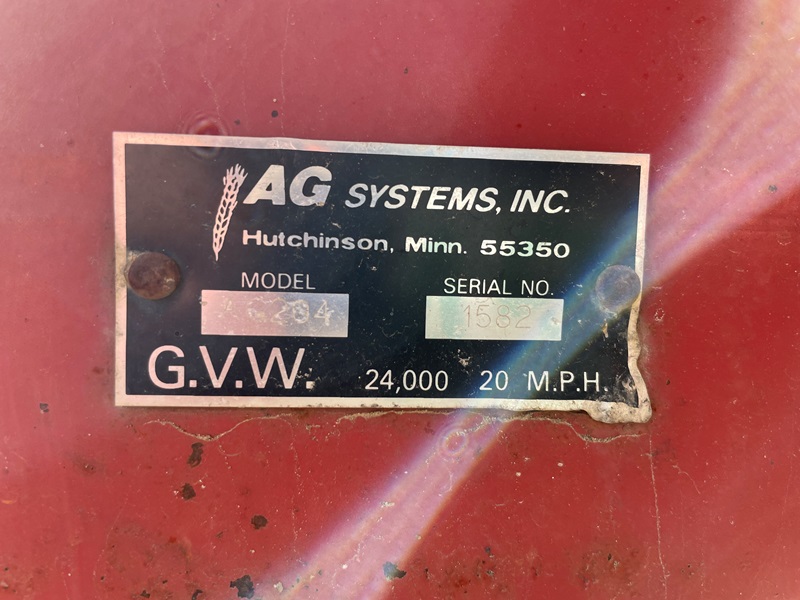 AG SYSTEMS, INC.
Hutchinson, Minn. 55350
MODEL
SERIAL NO.
1582
G.V.W. 24,000 20 M.P.H.